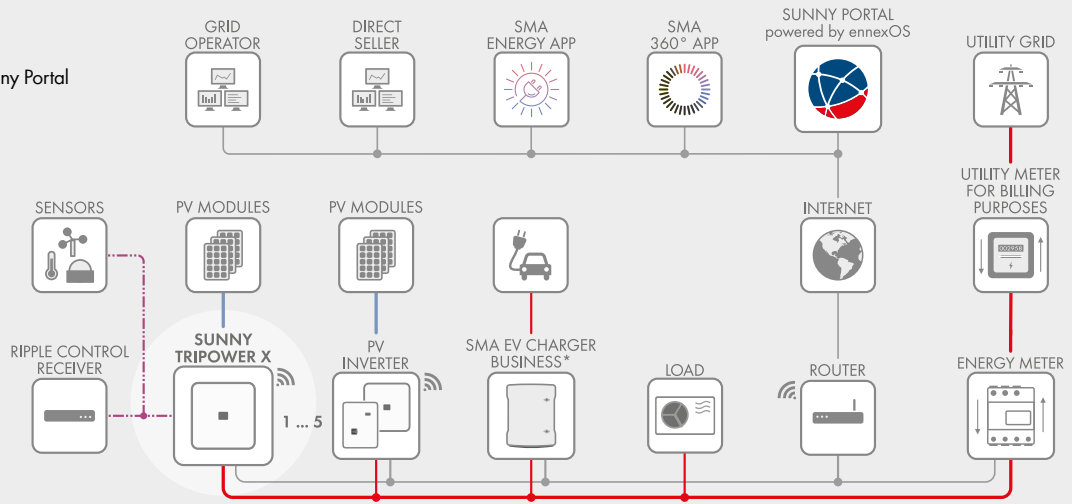 GRID
OPERATOR
DIRECT
SELLER
SMA
ENERGY APP
SMA
360° APP
SUNNY PORTAL
powered by ennexOS
UTILITY GRID
ny Portal
SENSORS
PV MODULES
PV MODULES
INTERNET
UTILITY METER
FOR BILLING
PURPOSES
002958
RIPPLE CONTROL
RECEIVER
SUNNY
TRIPOWER X
1 ... 5
PV
INVERTER
SMA EV CHARGER
BUSINESS*
LOAD
ROUTER
ENERGY METER